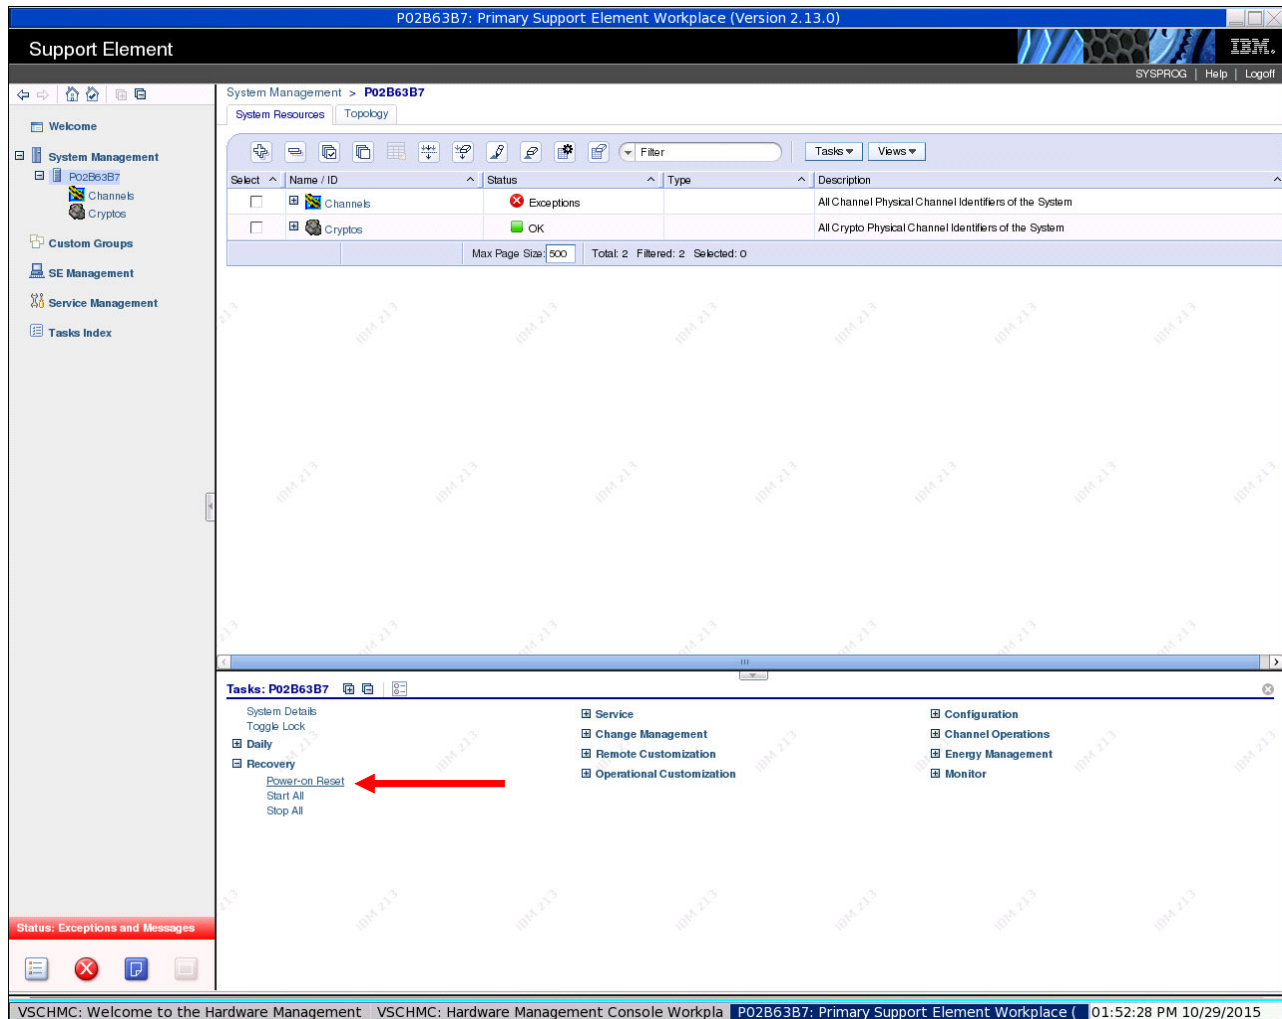 P02B63B7: Primary Support Element Workplace (Version 2.13.0)
Support Element
IBM.
SYSPROG | Help | Logoff
System Management > P02B63B7
System Resources
Topology
Welcome
System Management
P02B63B7
Channels
Cryptos
Custom Groups
SE Management
Service Management
Tasks Index
Filter
Tasks
Views
Select Name / ID Status Type Description
Channels Exceptions All Channel Physical Channel Identifiers of the System
Cryptos OK All Crypto Physical Channel Identifiers of the System
Max Page Size: 500 Total: 2 Filtered: 2 Selected: 0
IBM z13
Tasks: P02B63B7
System Details
Toggle Lock
Daily
Recovery
Power-on Reset
Start All
Stop All
Service
Change Management
Remote Customization
Operational Customization
Configuration
Channel Operations
Energy Management
Monitor
Status: Exceptions and Messages
VSCHMC: Welcome to the Hardware Management
VSCHMC: Hardware Management Console Workpla
P02B63B7: Primary Support Element Workplace (
01:52:28 PM 10/29/2015